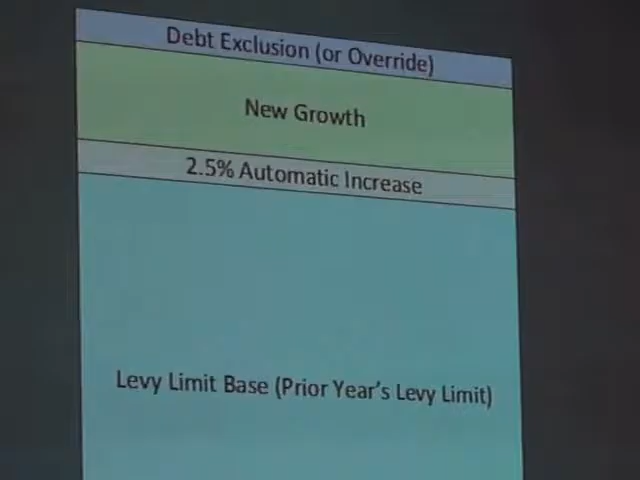 Debt Exclusion (or Override)
New Growth
2.5% Automatic Increase
Levy Limit Base (Prior Year's Levy Limit)